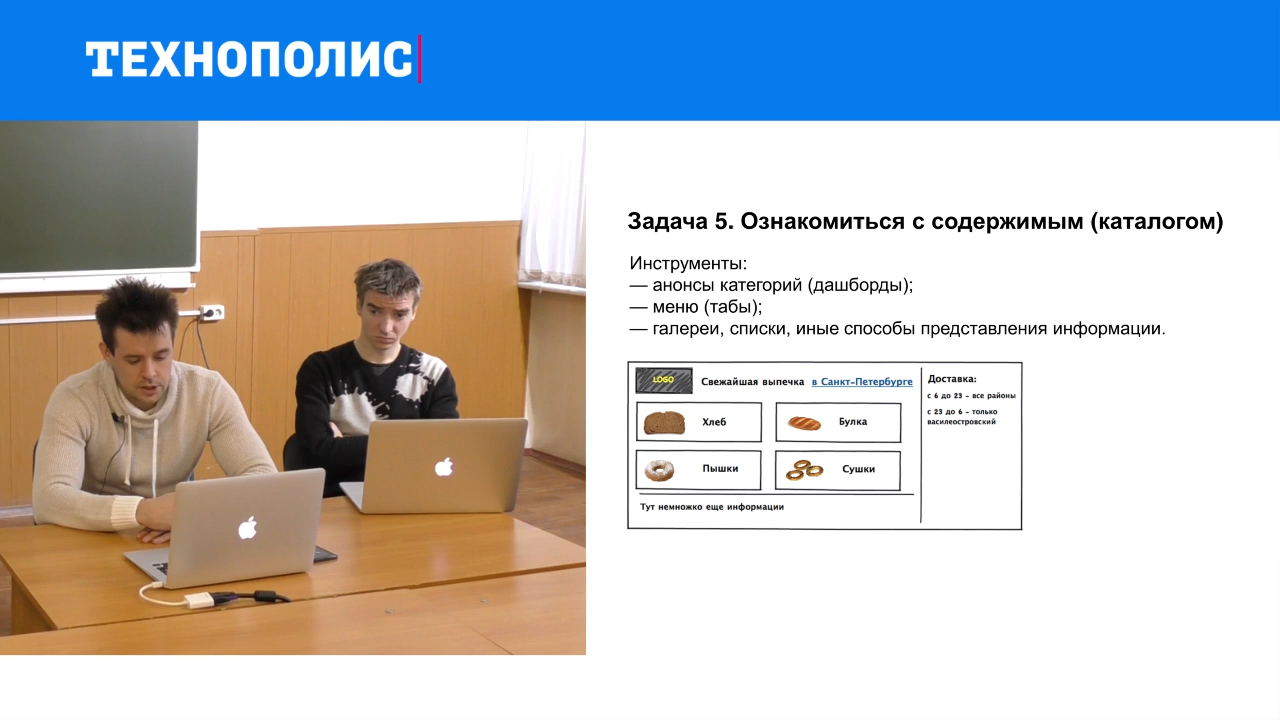 ТЕХНОПОЛИС
Задача 5. Ознакомиться с содержимым (каталогом)
Инструменты:
— анонсы категорий (дашборды);
— меню (табы);
— галереи, списки, иные способы представления информации.
LOGO
Свежайшая выпечка в Санкт-Петербурге
Хлеб
Булка
Пышки
Сушки
Тут немножко еще информации
Доставка:
с 6 до 23 - все районы
с 23 до 6 - только
василеостровский